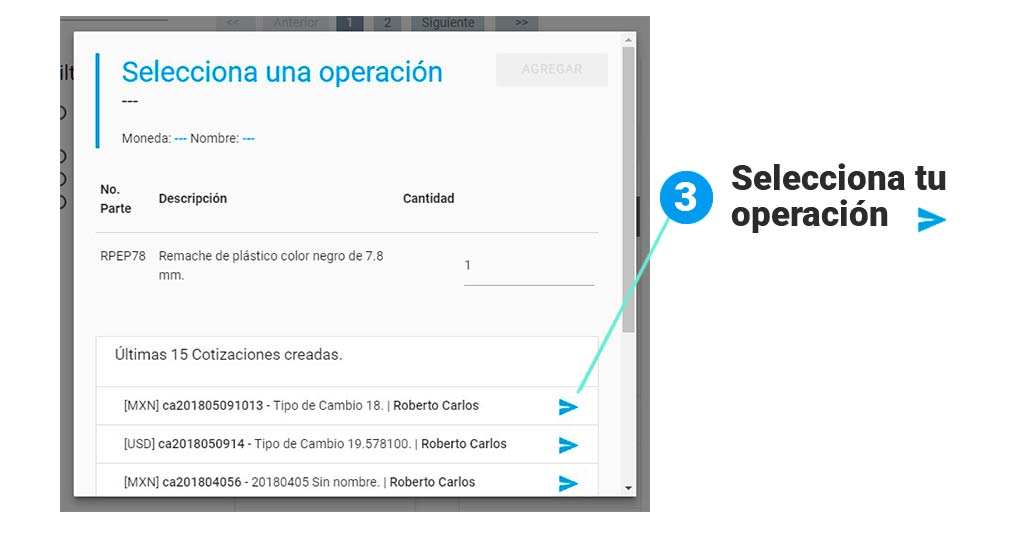 << Anterior 1 2 Siguiente >>
ilt
Selecciona una operación
AGREGAR
---
Moneda: --- Nombre: ---
No.
Parte
Descripción
Cantidad
RPEP78
Remache de plástico color negro de 7.8
mm.
1
Últimas 15 Cotizaciones creadas.
[MXN] ca201805091013 - Tipo de Cambio 18. | Roberto Carlos
[USD] ca2018050914 - Tipo de Cambio 19.578100. | Roberto Carlos
[MXN] ca201804056 - 20180405 Sin nombre. | Roberto Carlos
3
Selecciona tu
operación